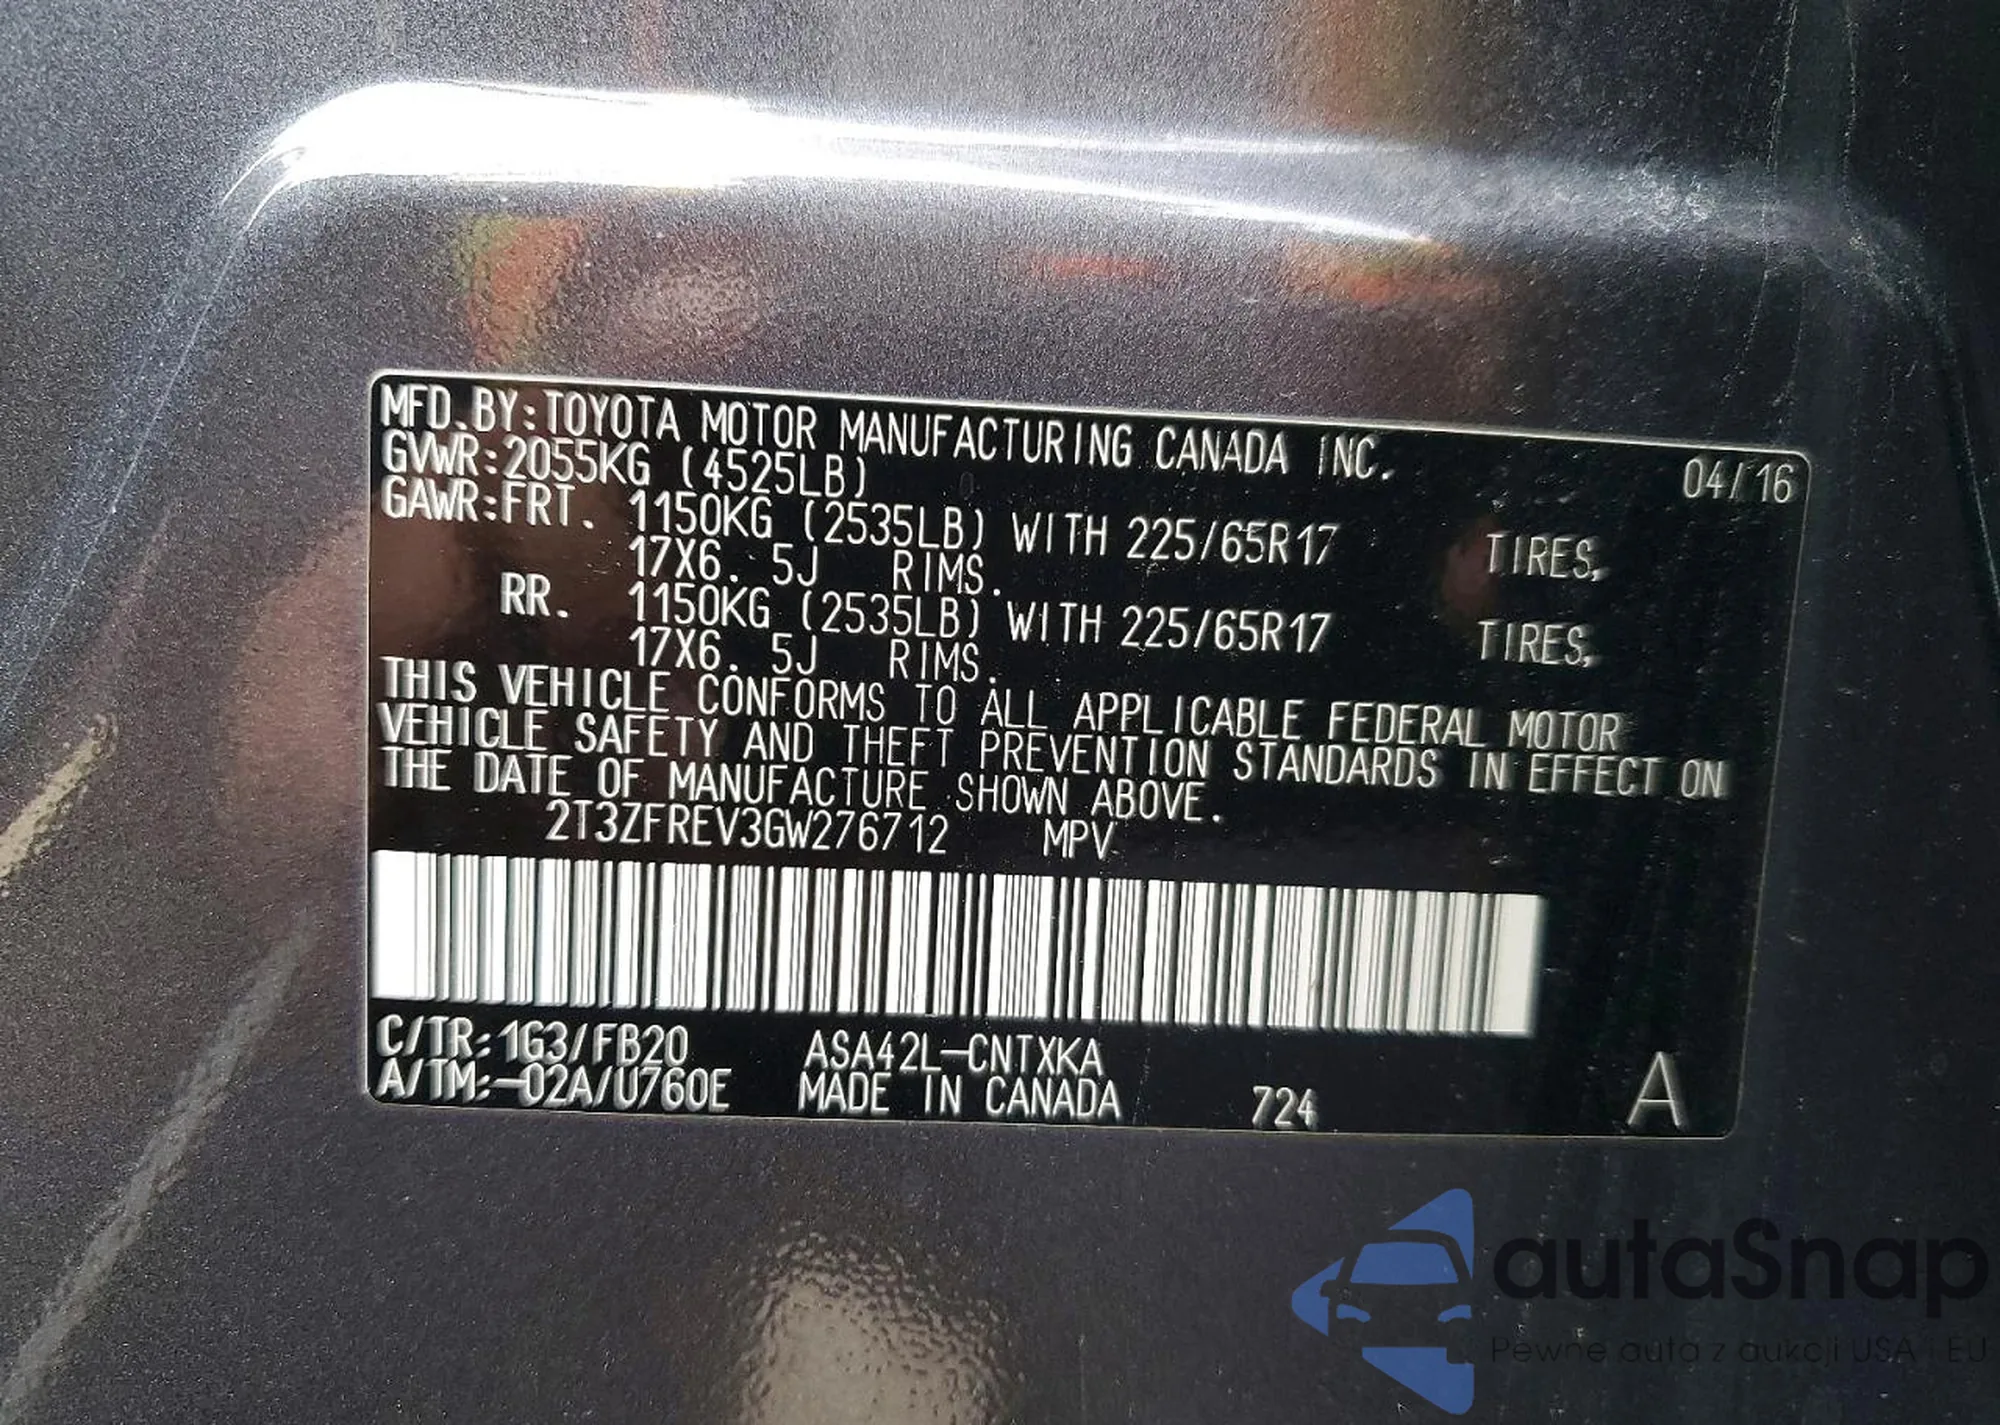 MFD.BY:TOYOTA MOTOR MANUFACTURING CANADA INC. 04/16
GVWR:2055KG (4525LB)
GAWR:FRT. 1150KG (2535LB) WITH 225/65R17 TIRES,
17X6. 5J RIMS.
RR. 1150KG (2535LB) WITH 225/65R17 TIRES,
17X6. 5J RIMS.
THIS VEHICLE CONFORMS TO ALL APPLICABLE FEDERAL MOTOR
VEHICLE SAFETY AND THEFT PREVENTION STANDARDS IN EFFECT ON
THE DATE OF MANUFACTURE SHOWN ABOVE.
2T3ZFREV3GW276712 MPV
C/TR:1G3/FB20 ASA42L-CNTXKA
A/TM:-02A/U760E MADE IN CANADA 724 A
autaSnap
Pewne auta z aukcji USA i EU